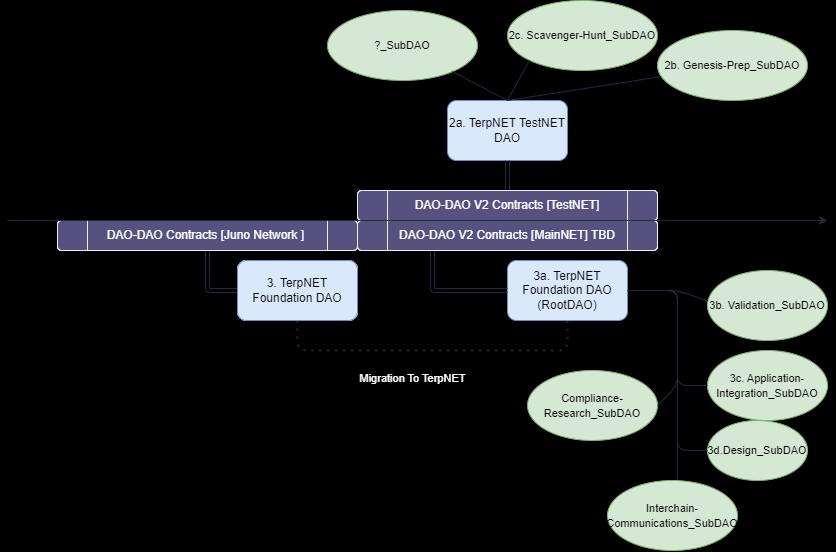 ?_SubDAO
2c. Scavenger-Hunt_SubDAO
2b. Genesis-Prep_SubDAO
2a. TerpNET TestNET
DAO
DAO-DAO V2 Contracts [TestNET]
DAO-DAO Contracts [Juno Network ]
DAO-DAO V2 Contracts [MainNET] TBD
3. TerpNET
Foundation DAO
3a. TerpNET
Foundation DAO
(RootDAO)
3b. Validation_SubDAO
Migration To TerpNET
3c. Application-
Integration_SubDAO
Compliance-
Research_SubDAO
3d.Design_SubDAO
Interchain-
Communications_SubDAO